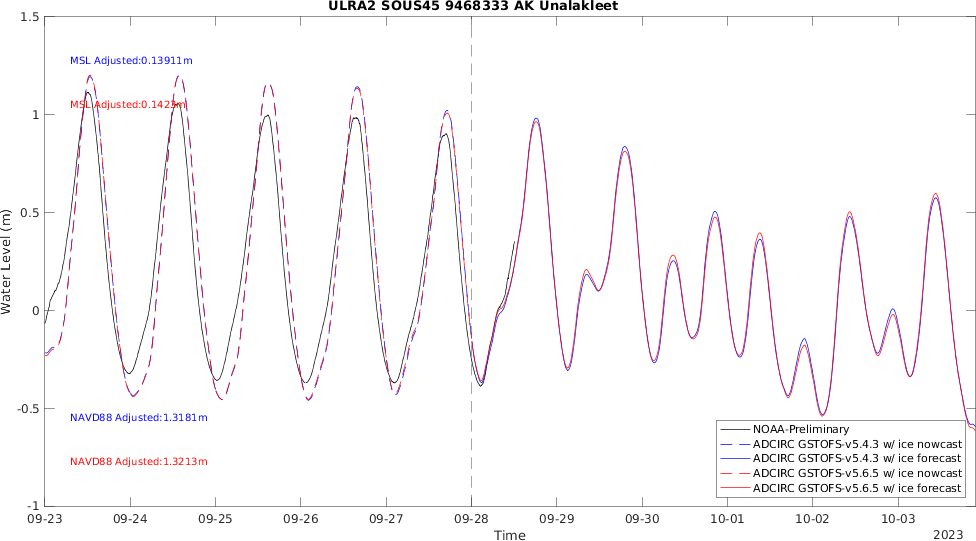 ULRA2 SOUS45 9468333 AK Unalakleet
1.5
1
0.5
0
-0.5
-1
Water Level (m)
MSL Adjusted:0.13911m
MSL Adjusted:0.1423m
NAVD88 Adjusted:1.3181m
NAVD88 Adjusted:1.3213m
NOAA-Preliminary
ADCIRC GSTOFS-v5.4.3 w/ ice nowcast
ADCIRC GSTOFS-v5.4.3 w/ ice forecast
ADCIRC GSTOFS-v5.6.5 w/ ice nowcast
ADCIRC GSTOFS-v5.6.5 w/ ice forecast
09-23 09-24 09-25 09-26 09-27 09-28 09-29 09-30 10-01 10-02 10-03
Time
2023